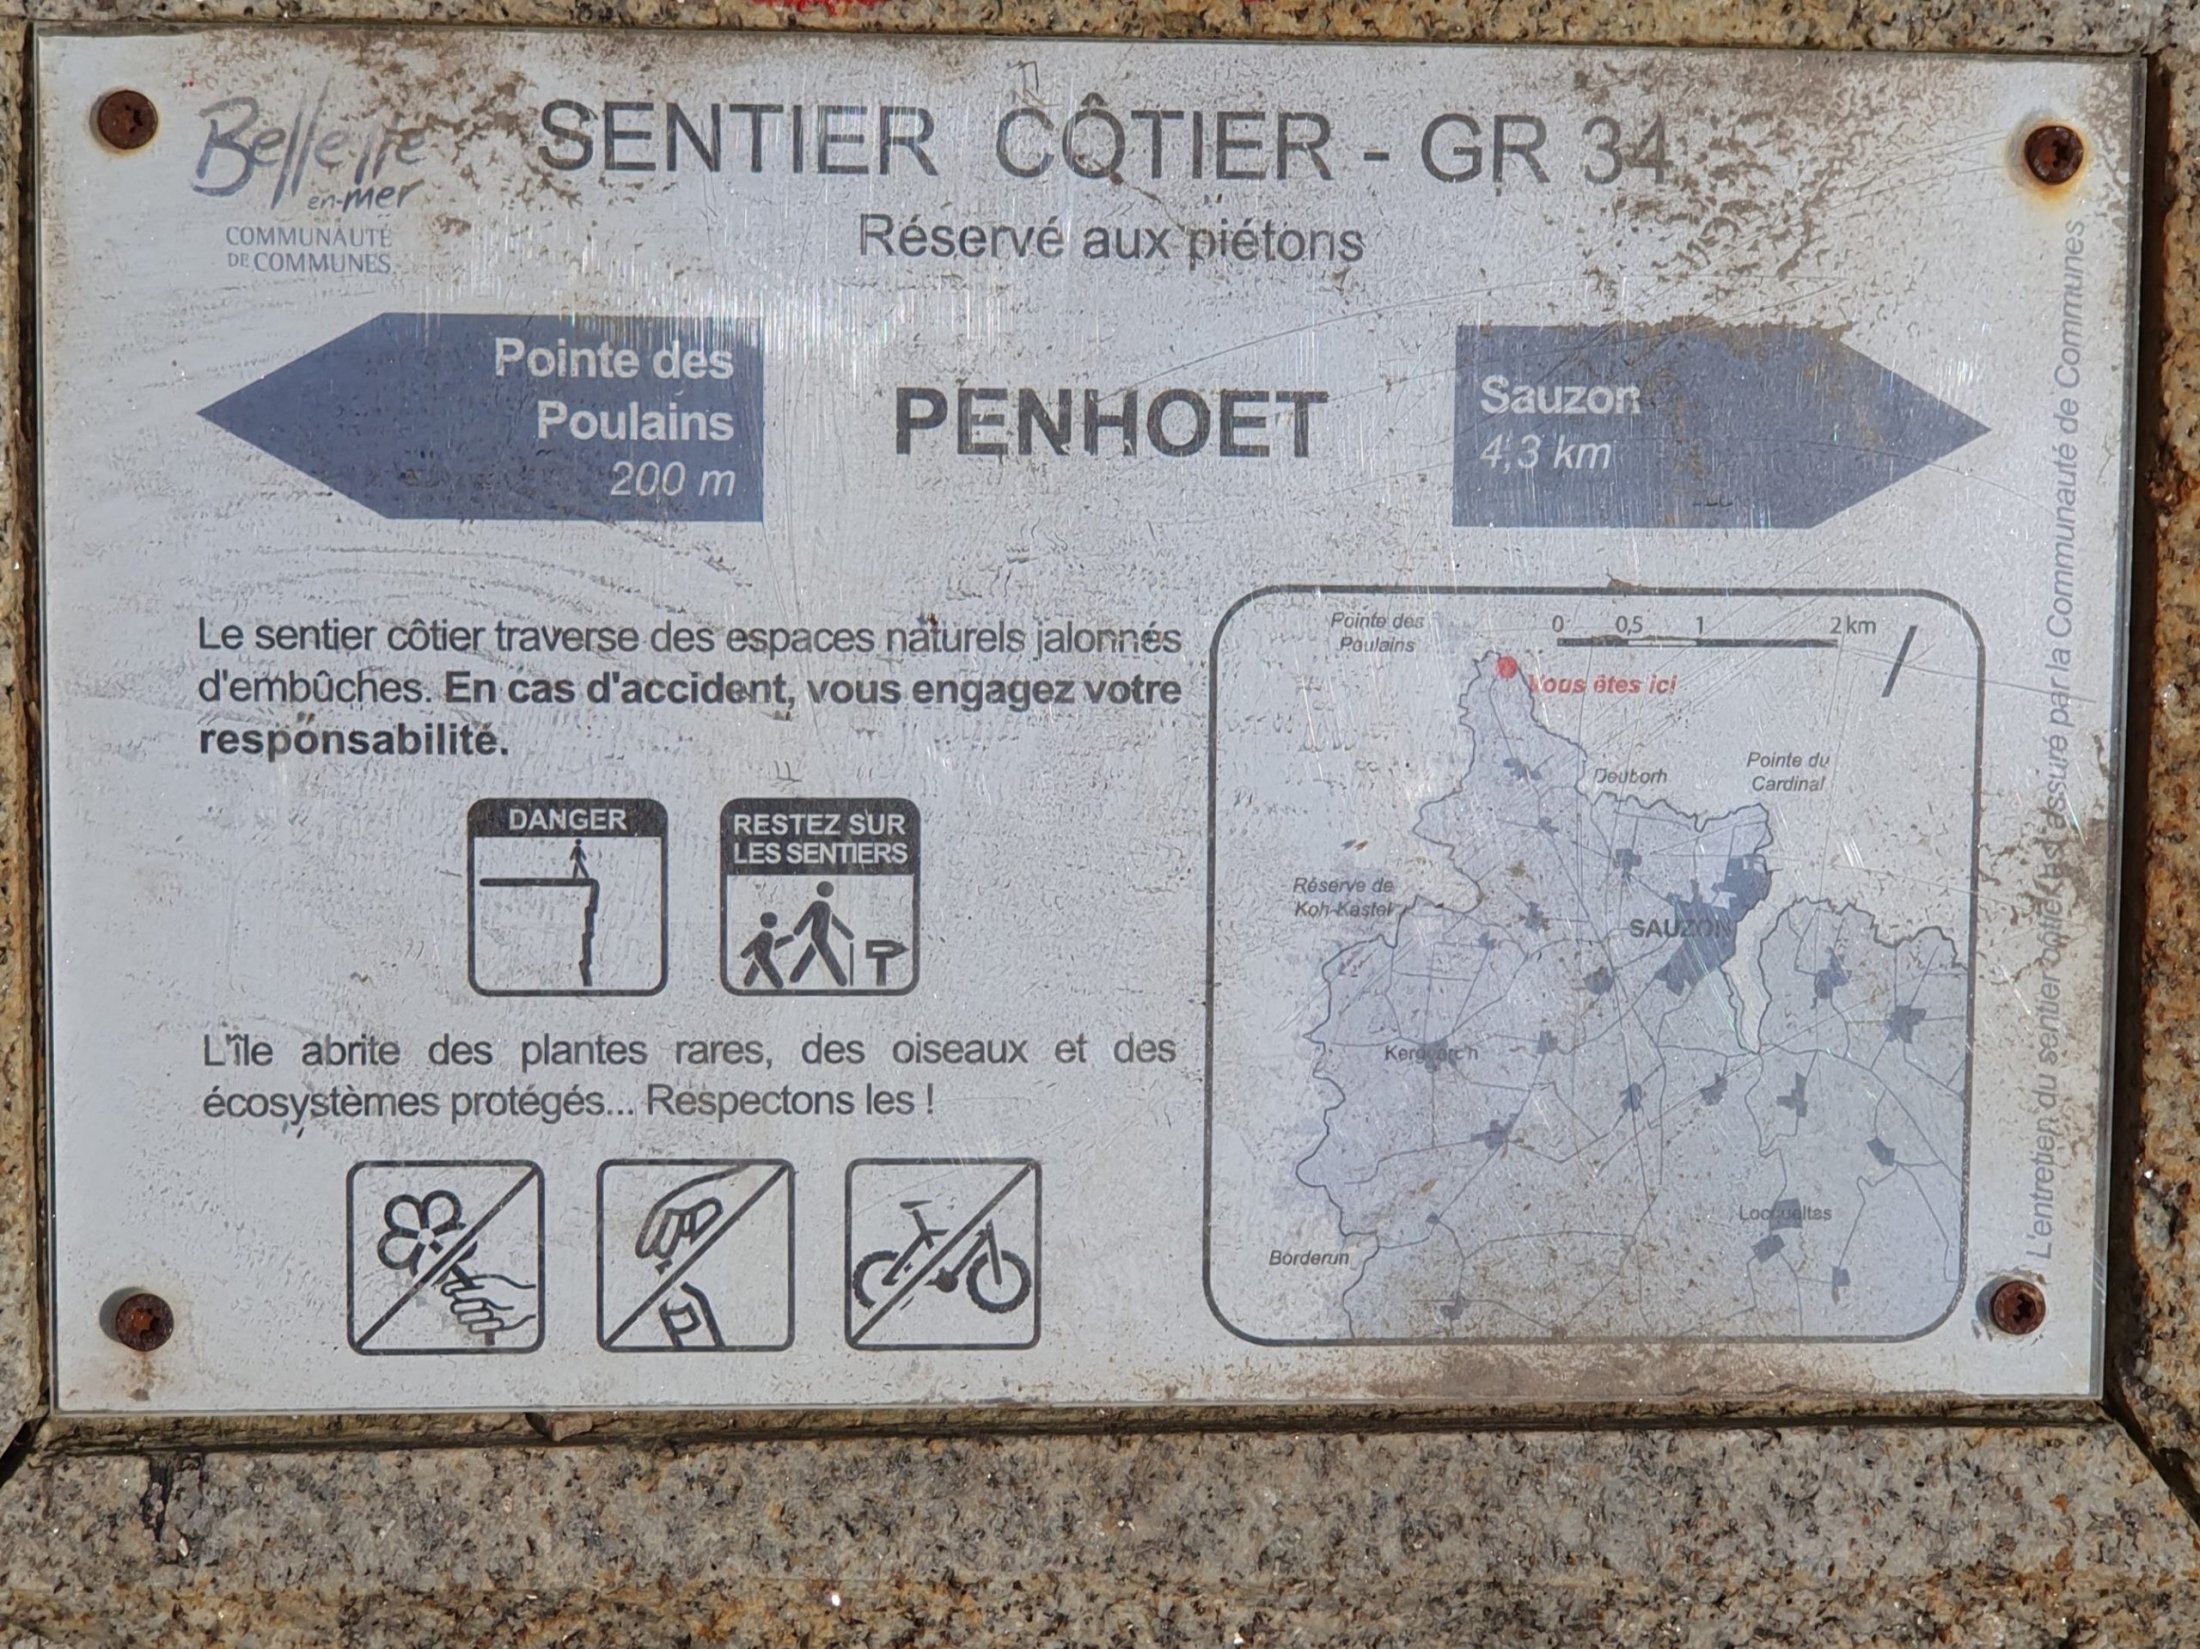 Belle-Ile
en-mer
COMMUNAUTÉ
DE COMMUNES
SENTIER CÔTIER - GR 34
Réservé aux piétons
Pointe des
Poulains
200 m
PENHOET
Sauzon
4,3 km
Le sentier côtier traverse des espaces naturels jalonnés
d'embûches. En cas d'accident, vous engagez votre
responsabilité.
DANGER
RESTEZ SUR
LES SENTIERS
L'île abrite des plantes rares, des oiseaux et des
écosystèmes protégés... Respectons les !
Pointe des
Poulains
0 0,5 1 2 km
Vous êtes ici
Deuborh
Pointe du
Cardinal
Réserve de
Koh-Kastel
SAUZON
Borderun
L'entretien du sentier côtier est assuré par la Communauté de Communes